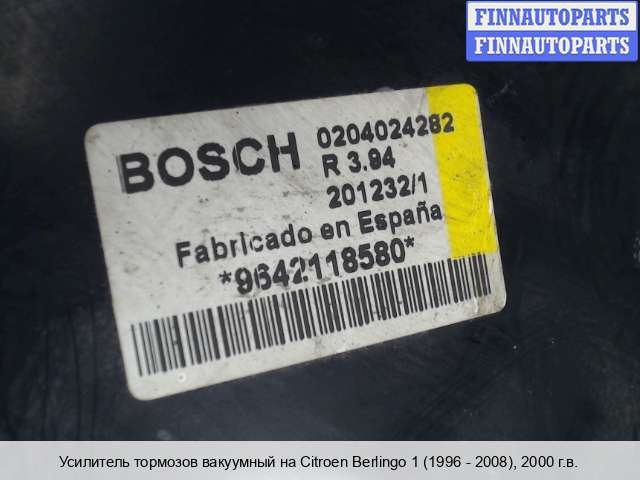 FINNAUTOPARTS
FINNAUTOPARTS
BOSCH 0204024282
R 3.94
201232/1
Fabricado en España
*9642118580*
Усилитель тормозов вакуумный на Citroen Berlingo 1 (1996 - 2008), 2000 г.в.